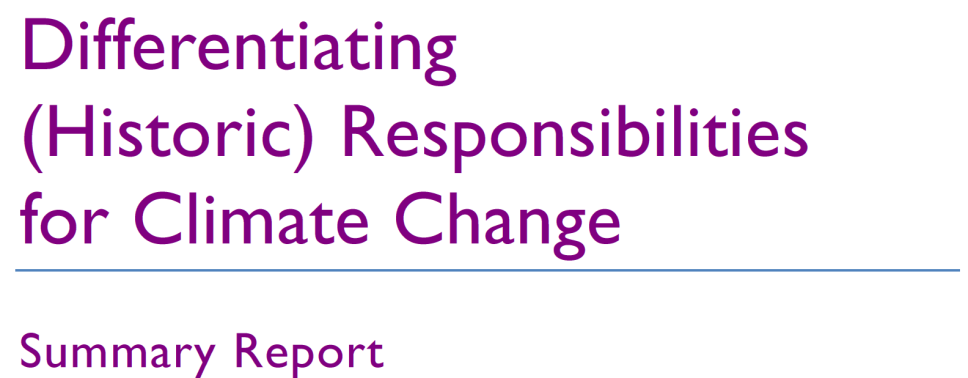 Differentiating
(Historic) Responsibilities
for Climate Change
Summary Report